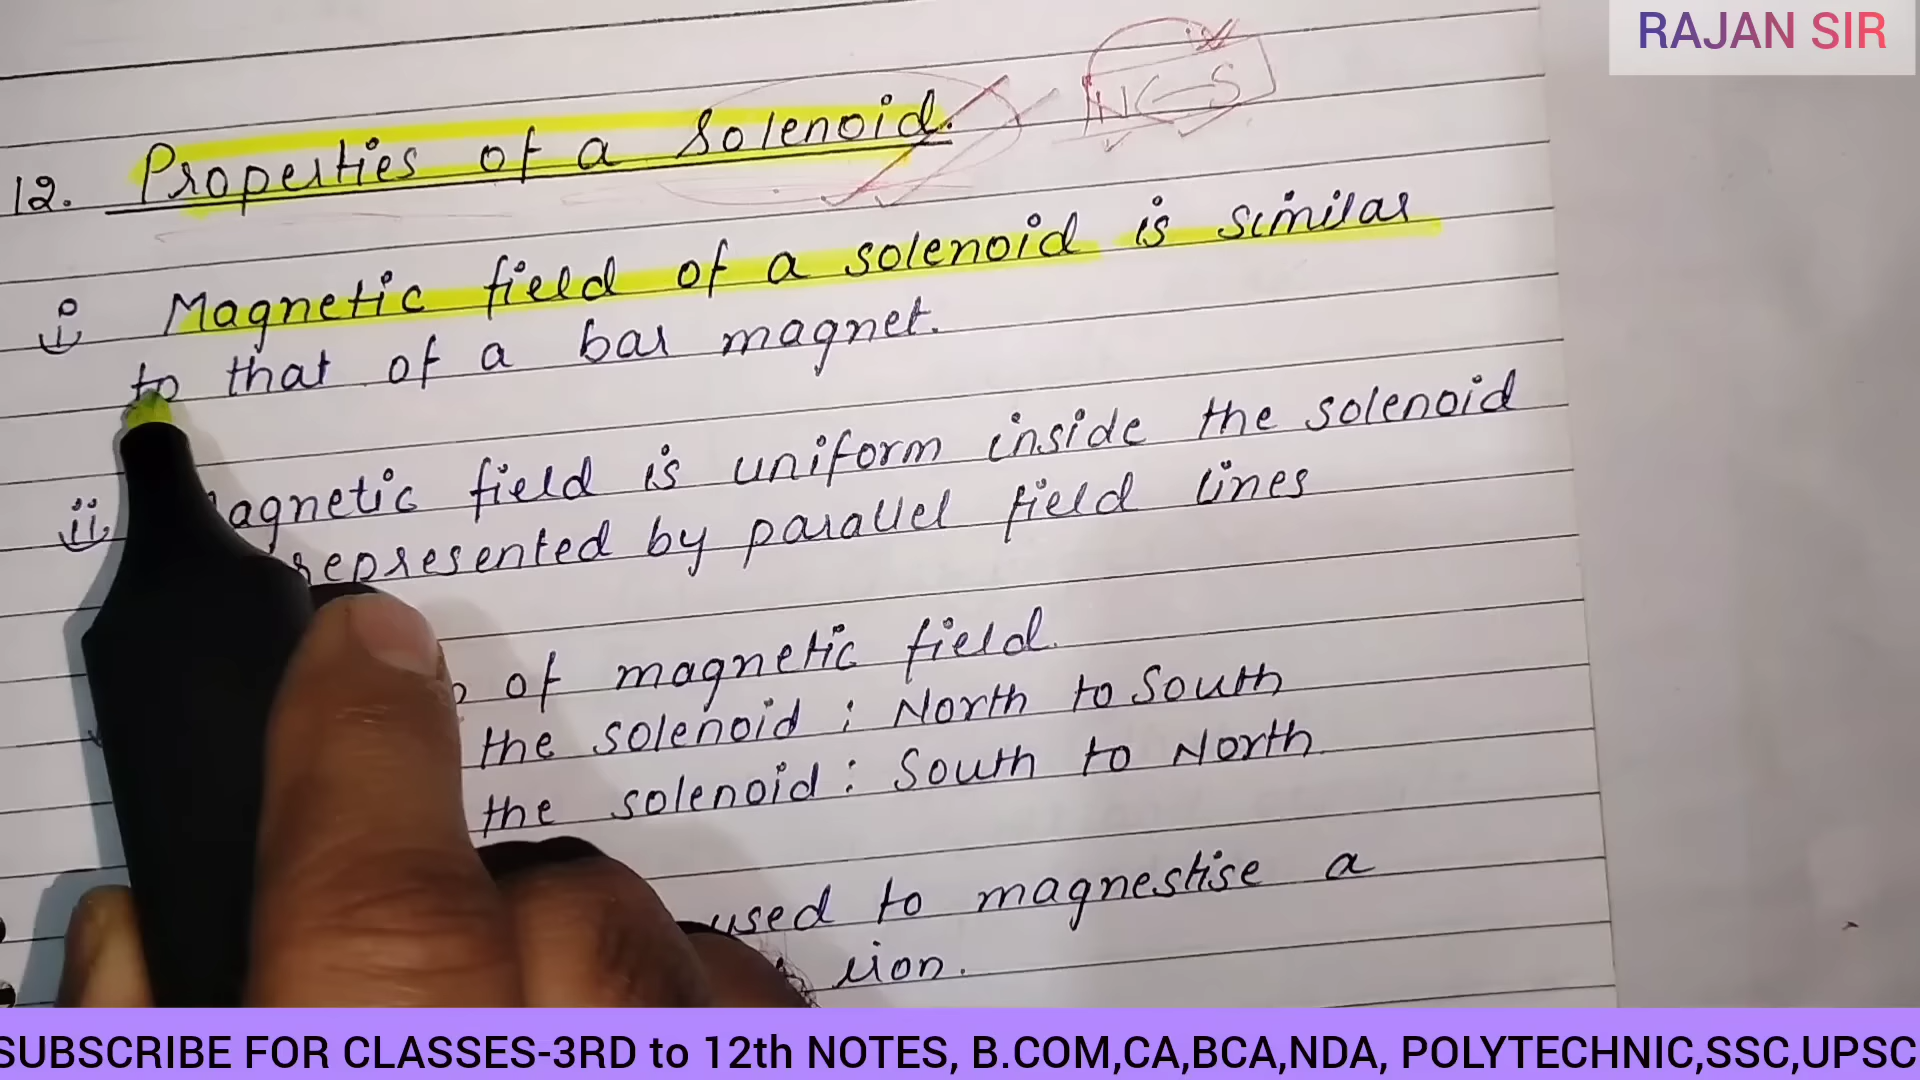 RAJAN SIR
12. Properties of a Solenoid.
N S
i) Magnetic field of a solenoid is similar
to that of a bar magnet.
ii) agnetic field is uniform inside the solenoid
represented by parallel field lines
of magnetic field.
the solenoid : North to South
the solenoid : South to North
used to magnestise a
iron.
SUBSCRIBE FOR CLASSES-3RD to 12th NOTES, B.COM,CA,BCA,NDA, POLYTECHNIC,SSC,UPSC